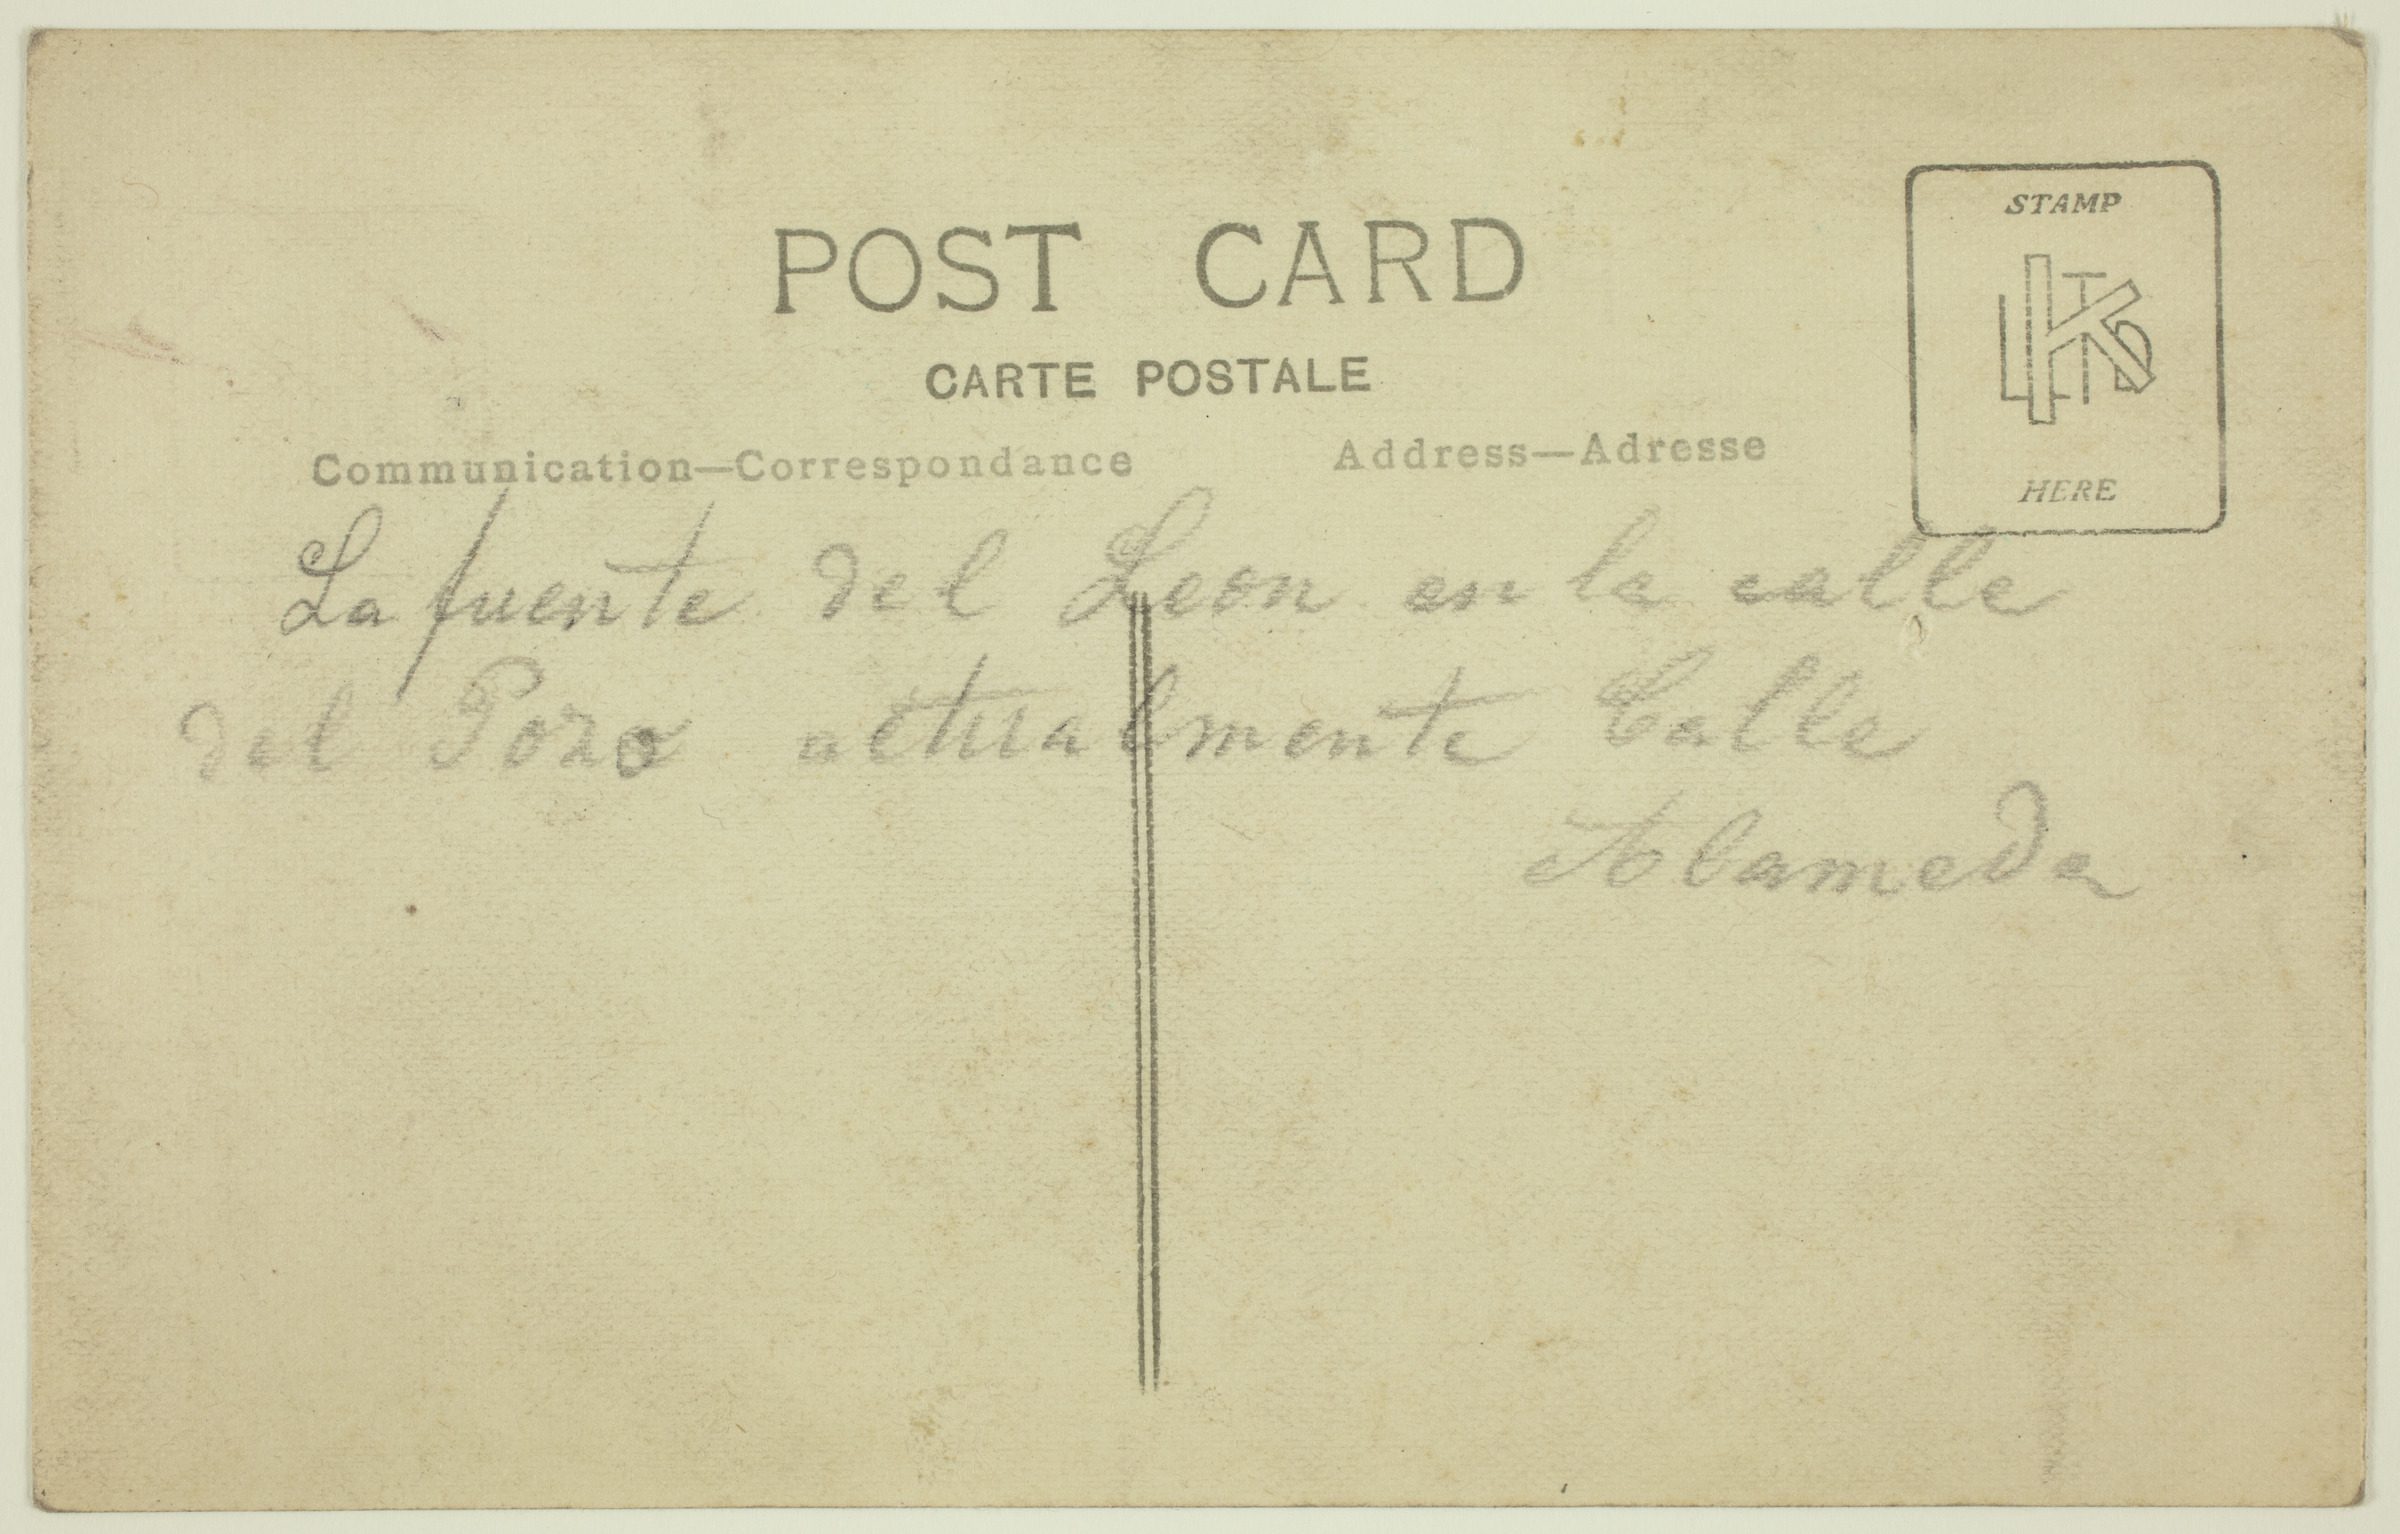 POST CARD
CARTE POSTALE
Communication—Correspondance
Address—Adresse
STAMP
HERE
La fuente del Leon en la calle
del Pozo actualmente Calle
Alameda